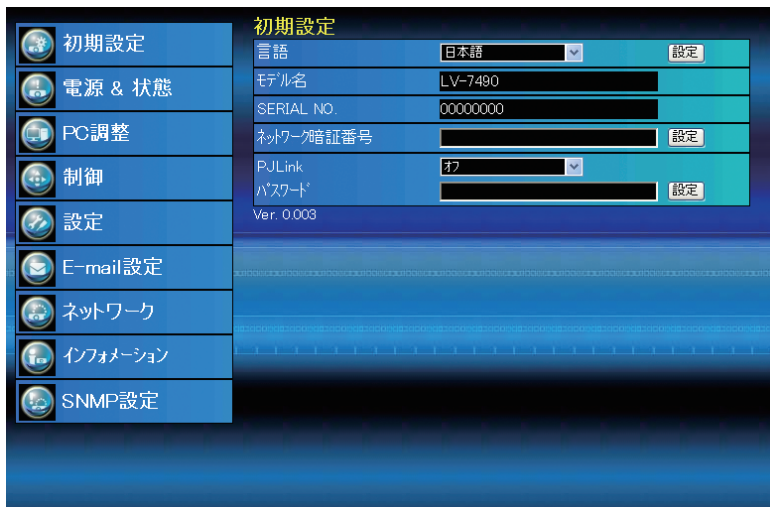 初期設定
電源 & 状態
PC調整
制御
設定
E-mail設定
ネットワーク
インフォメーション
SNMP設定
初期設定
言語 日本語 設定
モデル名 LV-7490
SERIAL NO. 00000000
ネットワーク暗証番号 設定
PJLink オフ
パスワード 設定
Ver. 0.003